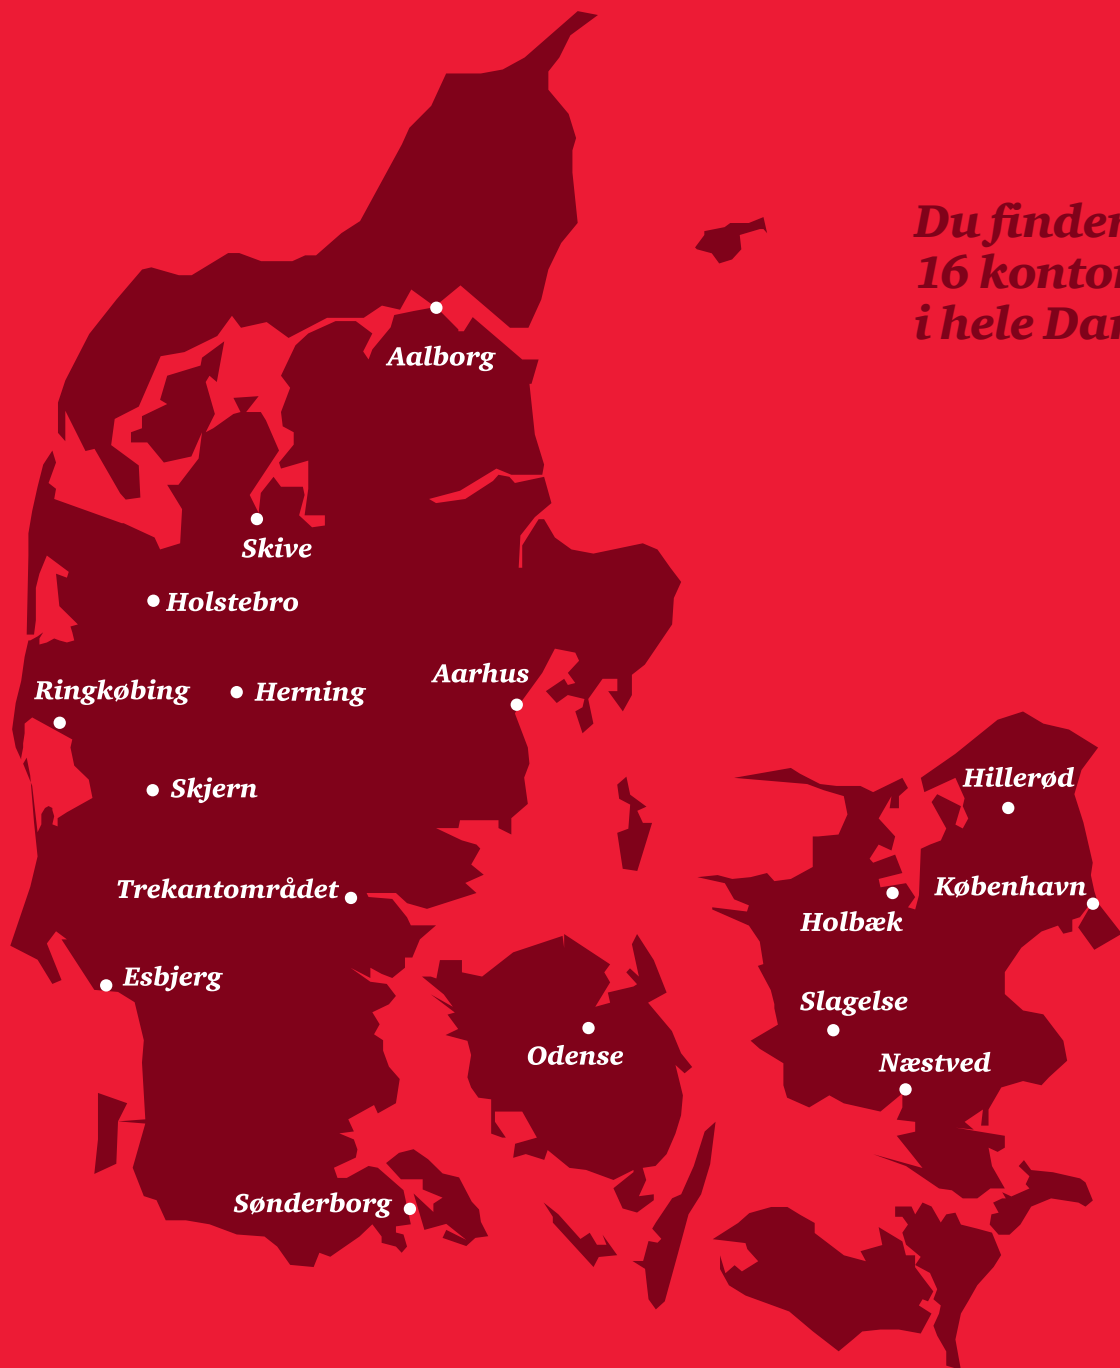 Du finder
16 kontor
i hele Dan
Aalborg
Skive
Holstebro
Aarhus
Ringkøbing
Herning
Skjern
Hillerød
Trekantområdet
København
Holbæk
Esbjerg
Slagelse
Odense
Næstved
Sønderborg